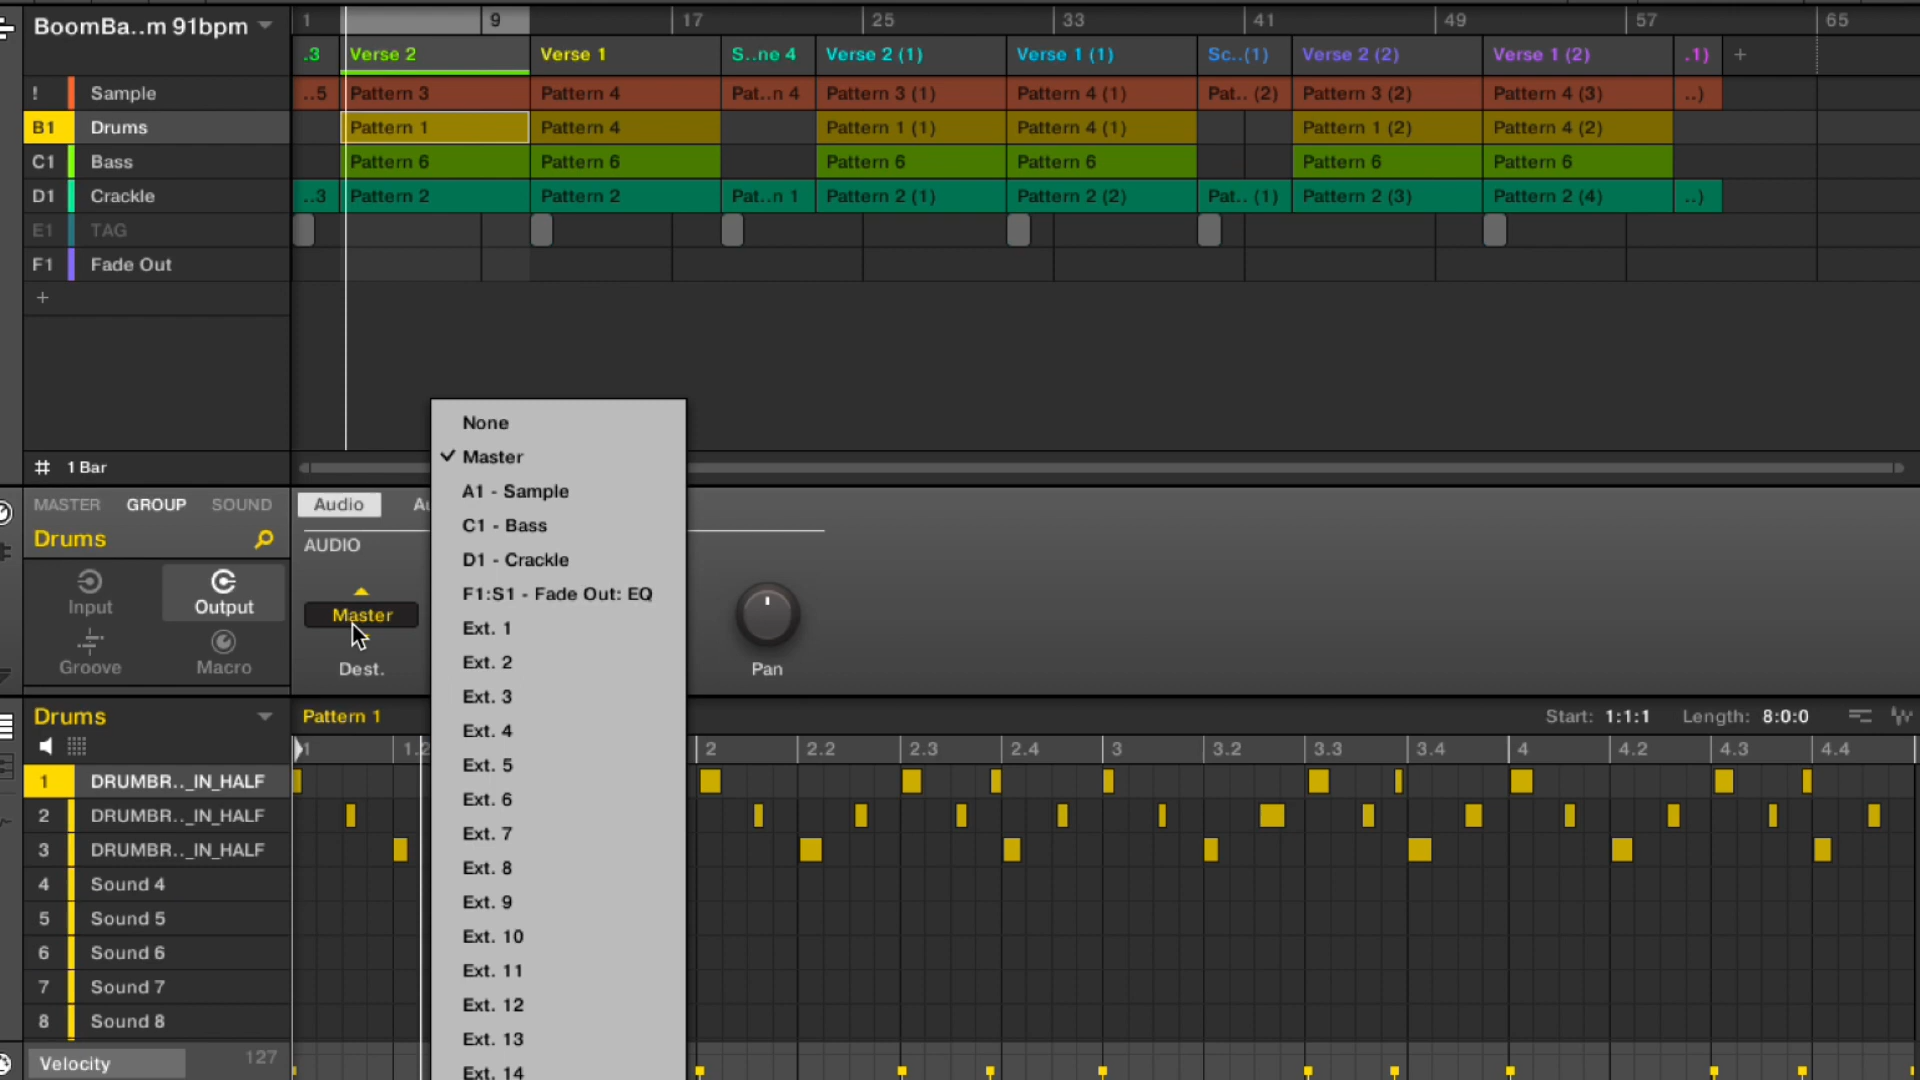 BoomBa..m 91bpm
1 9 17 25 33 41 49 57 65
.3 Verse 2 Verse 1 S..ne 4 Verse 2 (1) Verse 1 (1) Sc..(1) Verse 2 (2) Verse 1 (2) .1) +
! Sample ..5 Pattern 3 Pattern 4 Pat..n 4 Pattern 3 (1) Pattern 4 (1) Pat.. (2) Pattern 3 (2) Pattern 4 (3) ..)
B1 Drums Pattern 1 Pattern 4 Pattern 1 (1) Pattern 4 (1) Pattern 1 (2) Pattern 4 (2)
C1 Bass Pattern 6 Pattern 6 Pattern 6 Pattern 6 Pattern 6 Pattern 6
D1 Crackle ..3 Pattern 2 Pattern 2 Pat..n 1 Pattern 2 (1) Pattern 2 (2) Pat.. (1) Pattern 2 (3) Pattern 2 (4) ..)
E1 TAG
F1 Fade Out
+
1 Bar
MASTER GROUP SOUND
Drums
Input Output
Groove Macro
Audio
AUDIO
Master
Dest.
Pan
None
Master
A1 - Sample
C1 - Bass
D1 - Crackle
F1:S1 - Fade Out: EQ
Ext. 1
Ext. 2
Ext. 3
Ext. 4
Ext. 5
Ext. 6
Ext. 7
Ext. 8
Ext. 9
Ext. 10
Ext. 11
Ext. 12
Ext. 13
Ext. 14
Drums Pattern 1 Start: 1:1:1 Length: 8:0:0
1 2 2.2 2.3 2.4 3 3.2 3.3 3.4 4 4.2 4.3 4.4
1 DRUMBR.._IN_HALF
2 DRUMBR.._IN_HALF
3 DRUMBR.._IN_HALF
4 Sound 4
5 Sound 5
6 Sound 6
7 Sound 7
8 Sound 8
Velocity 127